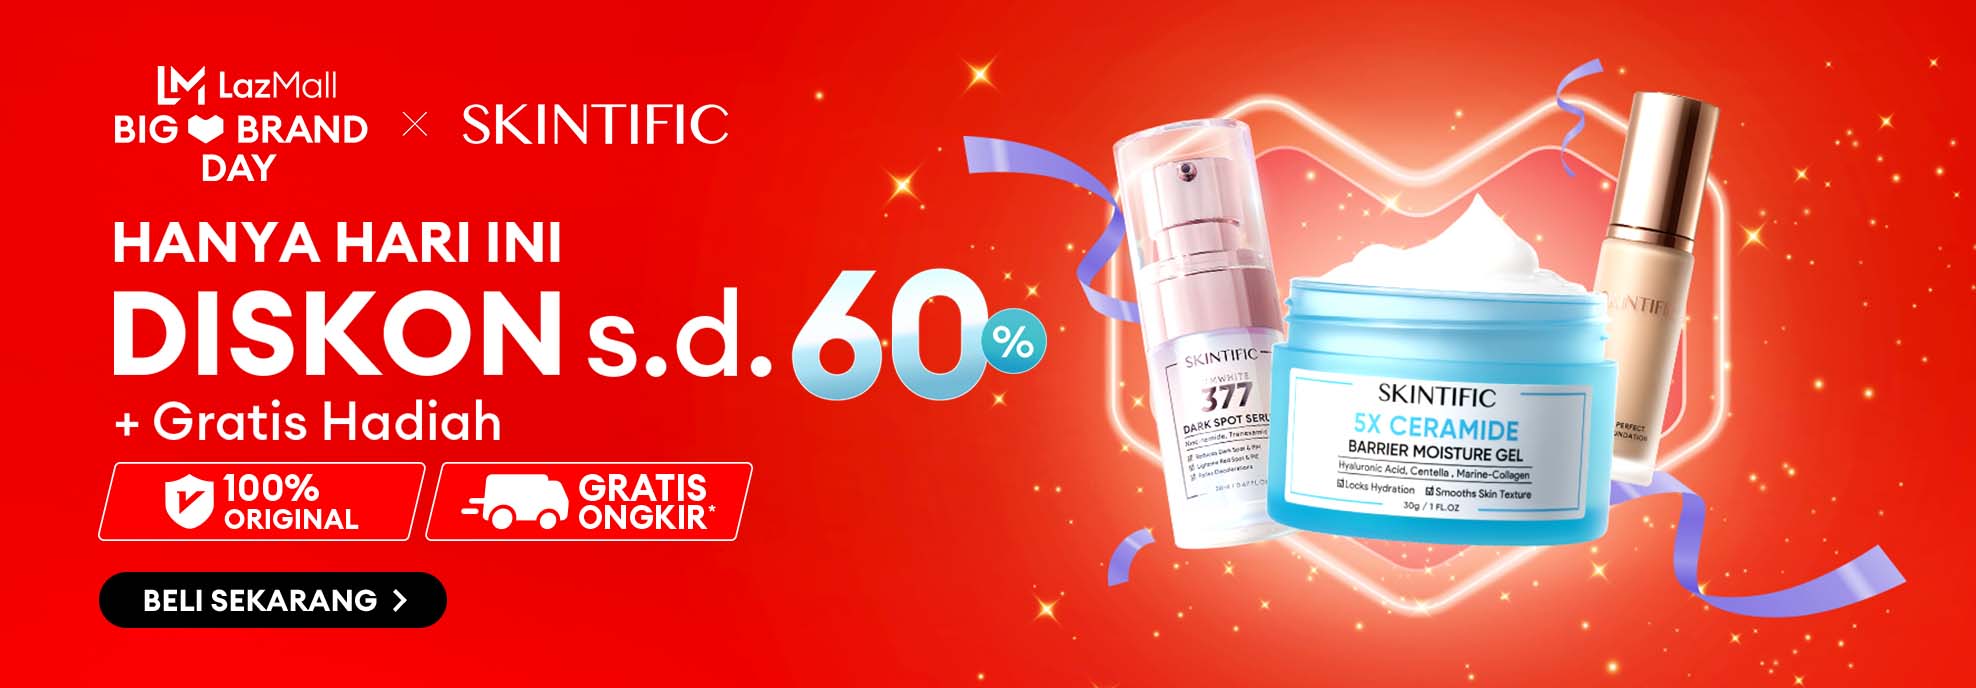 LM LazMall
BIG BRAND
DAY
× SKINTIFIC
HANYA HARI INI
DISKON s.d. 60%
+ Gratis Hadiah
100%
ORIGINAL
GRATIS
ONGKIR*
BELI SEKARANG >
SKINTIFIC
377
DARK SPOT
SKINTIFIC
5X CERAMIDE
BARRIER MOISTURE GEL
Hyaluronic Acid, Centella , Marine-Collagen
Locks Hydration Smooths Skin Texture
30g / 1 FL.OZ
PERFECT